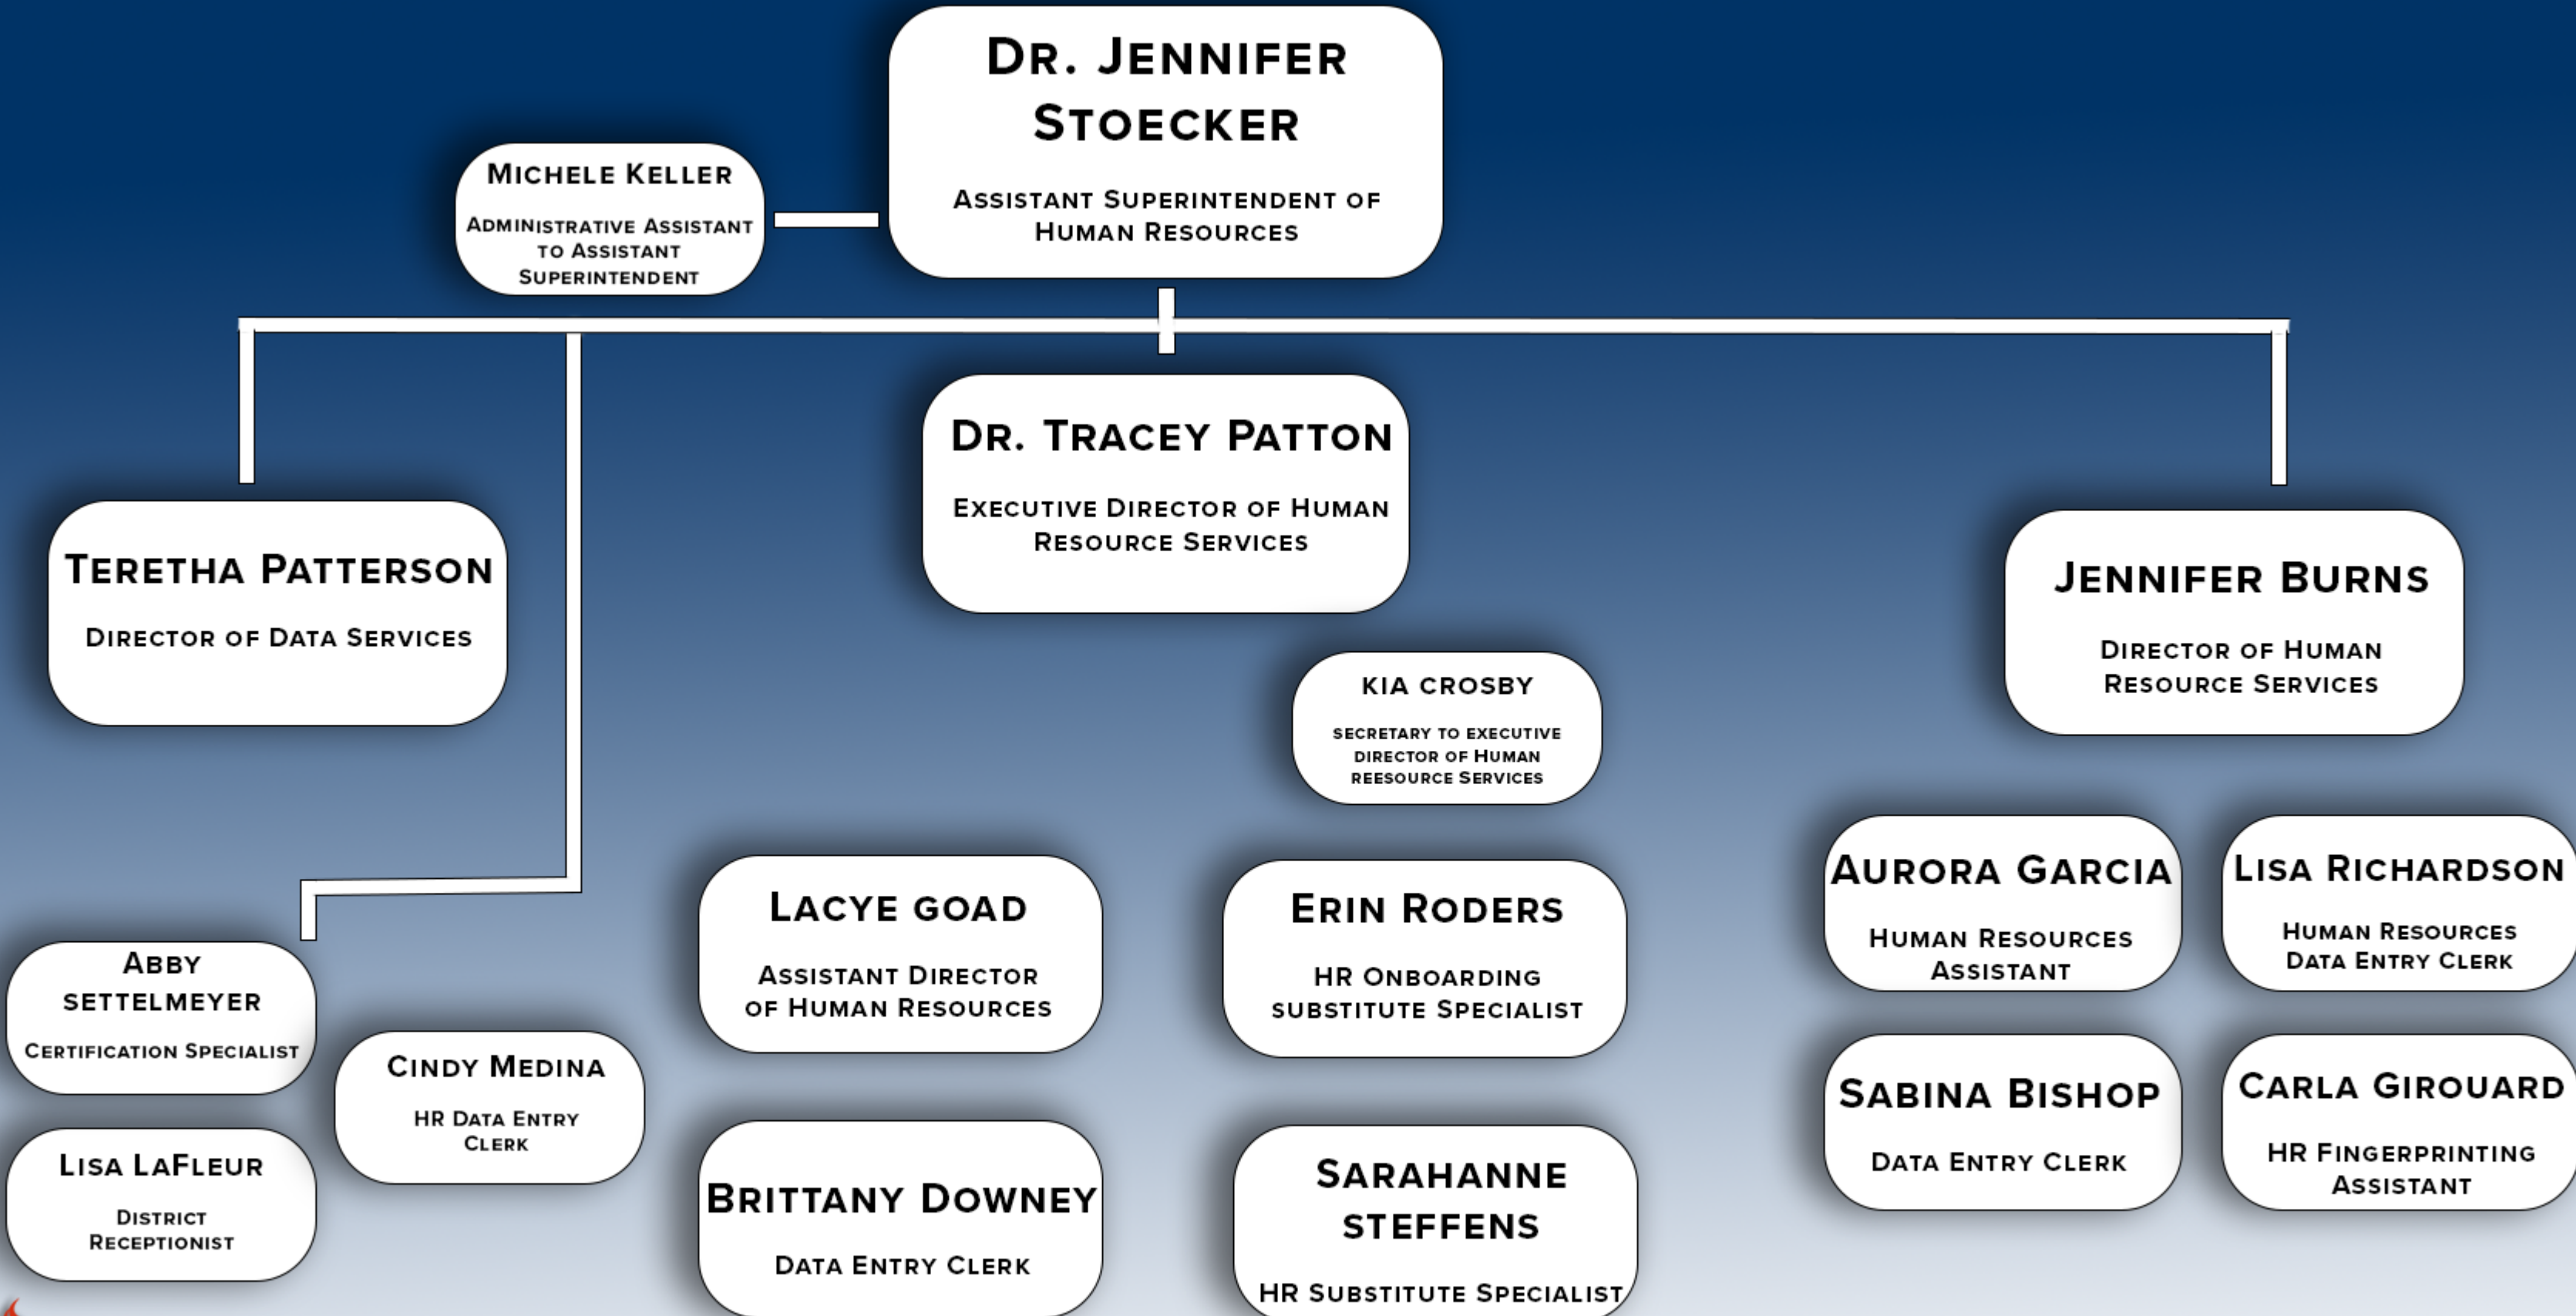 Dr. Jennifer
Stoecker
Assistant Superintendent of
Human Resources
Michele Keller
Administrative Assistant
to Assistant
Superintendent
Dr. Tracey Patton
Executive Director of Human
Resource Services
Teretha Patterson
Director of Data Services
Jennifer Burns
Director of Human
Resource Services
kia crosby
secretary to executive
director of Human
reesource Services
Lacye goad
Assistant Director
of Human Resources
Erin Roders
HR Onboarding
substitute Specialist
Aurora Garcia
Human Resources
Assistant
Lisa Richardson
Human Resources
Data Entry Clerk
Abby
settelmeyer
Certification Specialist
Cindy Medina
HR Data Entry
Clerk
Lisa LaFleur
District
Receptionist
Brittany Downey
Data Entry Clerk
Sarahanne
steffens
HR Substitute Specialist
Sabina Bishop
Data Entry Clerk
Carla Girouard
HR Fingerprinting
Assistant